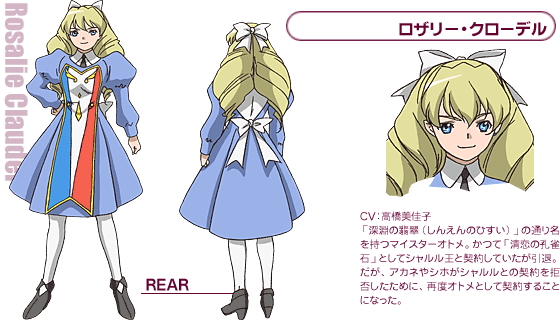 Rosalie Claudel
ロザリー・クローデル
REAR
CV：高橋美佳子
「深淵の翡翠（しんえんのひすい）」の通り名
を持つマイスターオトメ。かつて「清恋の孔雀
石」としてシャルル王と契約していたが引退。
だが、アカネやシホがシャルルとの契約を拒
否したために、再度オトメとして契約すること
になった。